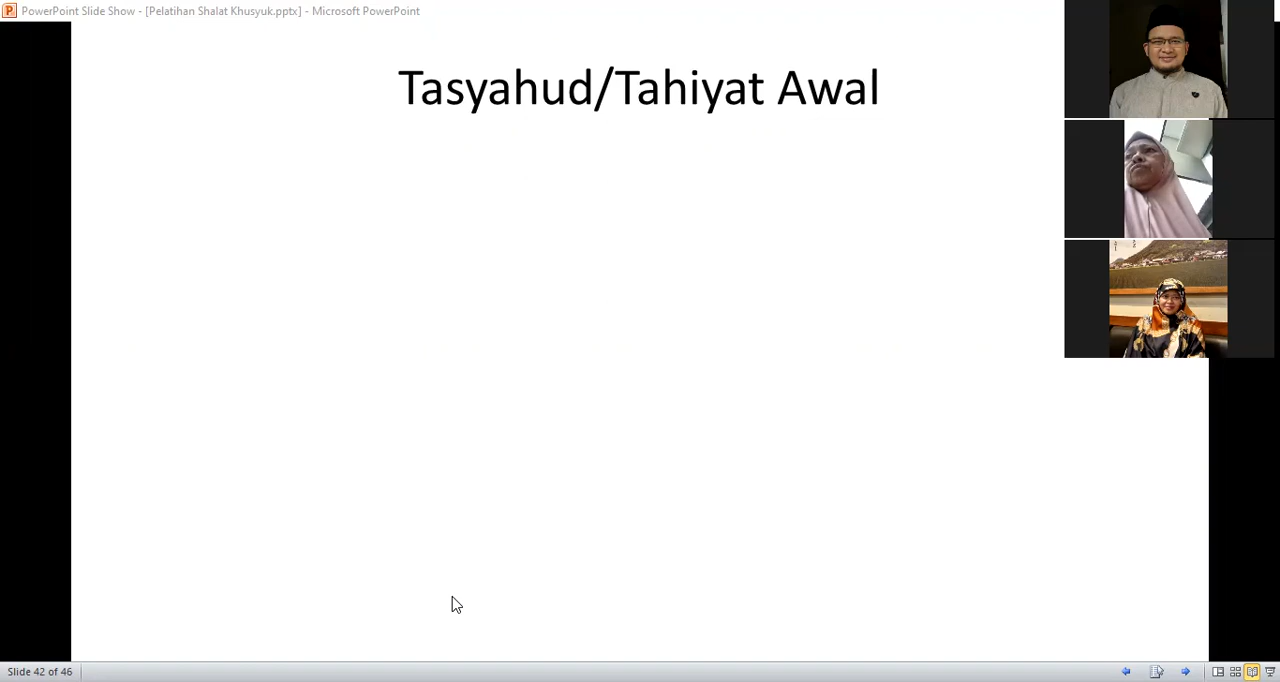 PowerPoint Slide Show - [Pelatihan Shalat Khusyuk.pptx] - Microsoft PowerPoint
Tasyahud/Tahiyat Awal
Slide 42 of 46